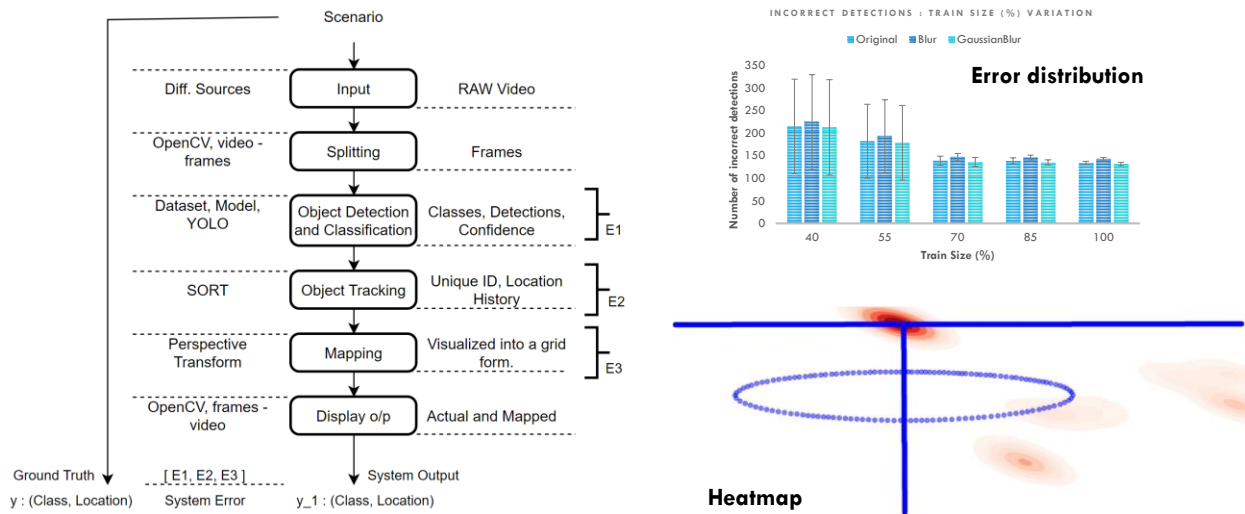 Scenario
Diff. Sources
Input
RAW Video
OpenCV, video -
frames
Splitting
Frames
Dataset, Model,
YOLO
Object Detection
and Classification
Classes, Detections,
Confidence
E1
SORT
Object Tracking
Unique ID, Location
History
E2
Perspective
Transform
Mapping
Visualized into a grid
form.
E3
OpenCV, frames -
video
Display o/p
Actual and Mapped
Ground Truth
[ E1, E2, E3 ]
System Output
y : (Class, Location)
System Error
y_1 : (Class, Location)
INCORRECT DETECTIONS : TRAIN SIZE (%) VARIATION
Original Blur GaussianBlur
Error distribution
Number of incorrect detections
350
300
250
200
150
100
50
0
40 55 70 85 100
Train Size (%)
Heatmap